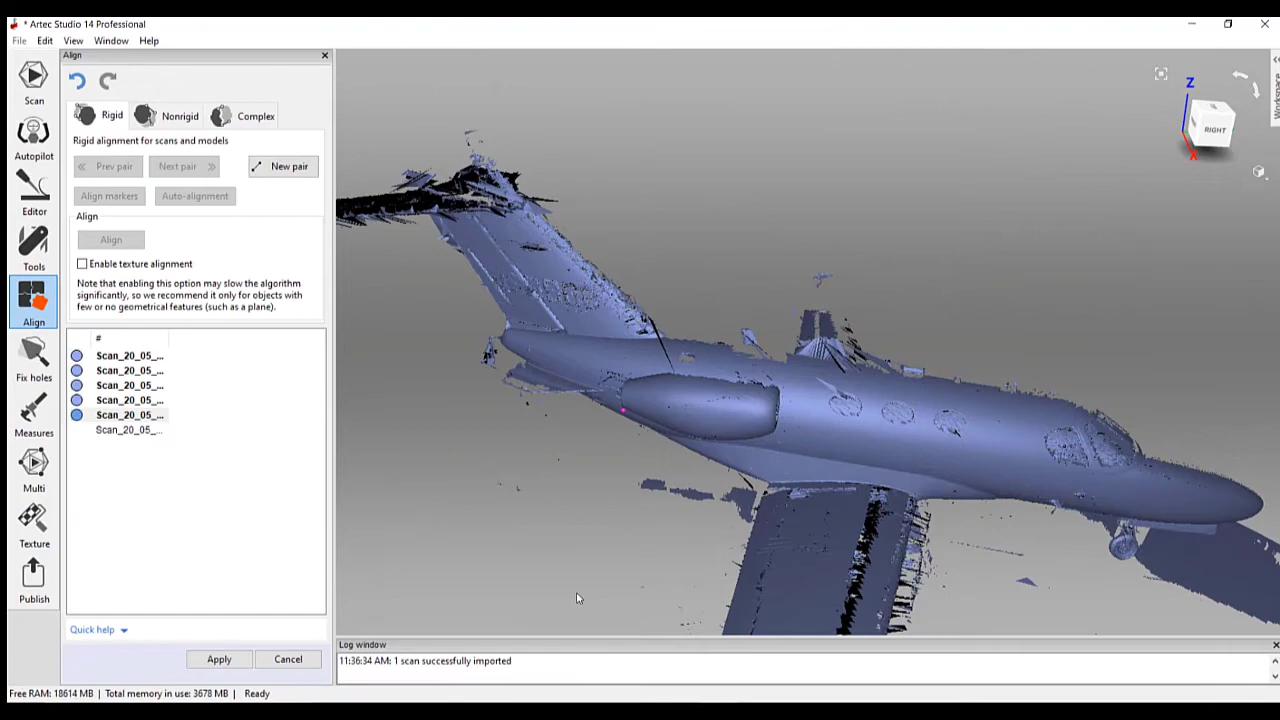 * Artec Studio 14 Professional
File Edit View Window Help
Scan
Autopilot
Editor
Tools
Align
Fix holes
Measures
Multi
Texture
Publish
Align
Rigid Nonrigid Complex
Rigid alignment for scans and models
« Prev pair Next pair » New pair
Align markers Auto-alignment
Align
Align
Enable texture alignment
Note that enabling this option may slow the algorithm
significantly, so we recommend it only for objects with
few or no geometrical features (such as a plane).
#
Scan_20_05_...
Scan_20_05_...
Scan_20_05_...
Scan_20_05_...
Scan_20_05_...
Scan_20_05_...
Quick help
Apply Cancel
Z
RIGHT
X
Workspace
Log window
11:36:34 AM: 1 scan successfully imported
Free RAM: 18614 MB | Total memory in use: 3678 MB | Ready